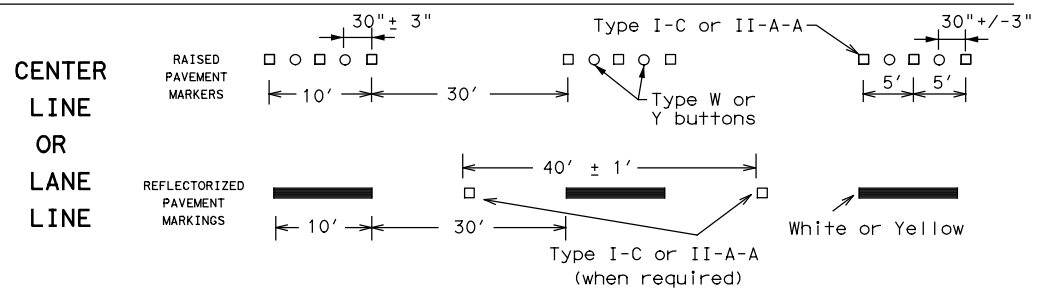 CENTER
LINE
OR
LANE
LINE
RAISED
PAVEMENT
MARKERS
30"± 3"
10'
30'
Type I-C or II-A-A
Type W or
Y buttons
30"+/-3"
5'
5'
REFLECTORIZED
PAVEMENT
MARKINGS
40' ± 1'
10'
30'
Type I-C or II-A-A
(when required)
White or Yellow